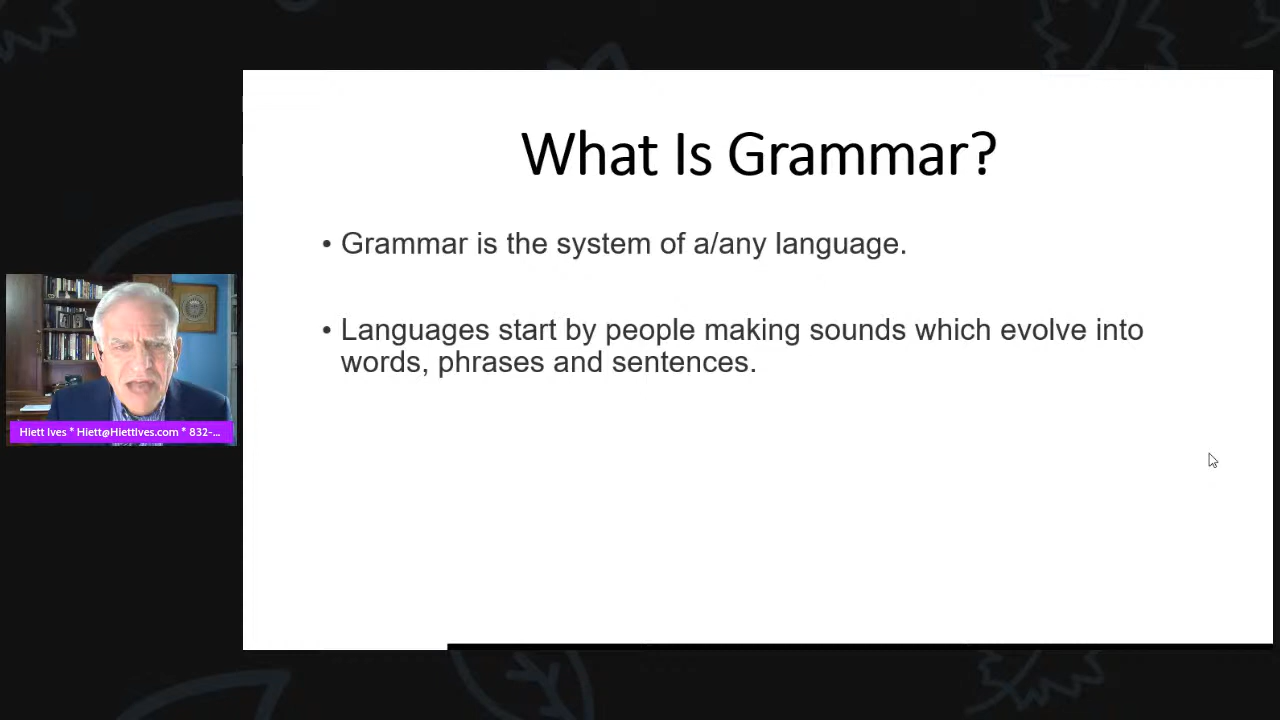 What Is Grammar?
• Grammar is the system of a/any language.
• Languages start by people making sounds which evolve into
words, phrases and sentences.
Hiett Ives * Hiett@HiettIves.com * 832-...